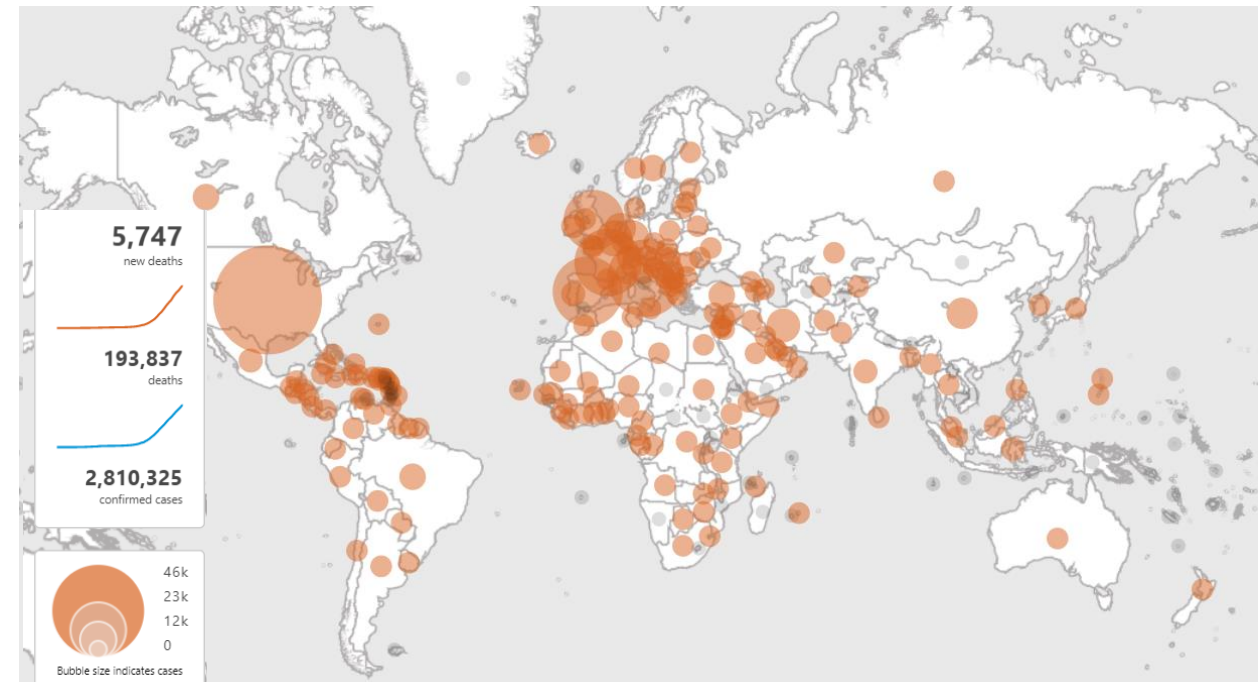 5,747
new deaths
193,837
deaths
2,810,325
confirmed cases
46k
23k
12k
0
Bubble size indicates cases